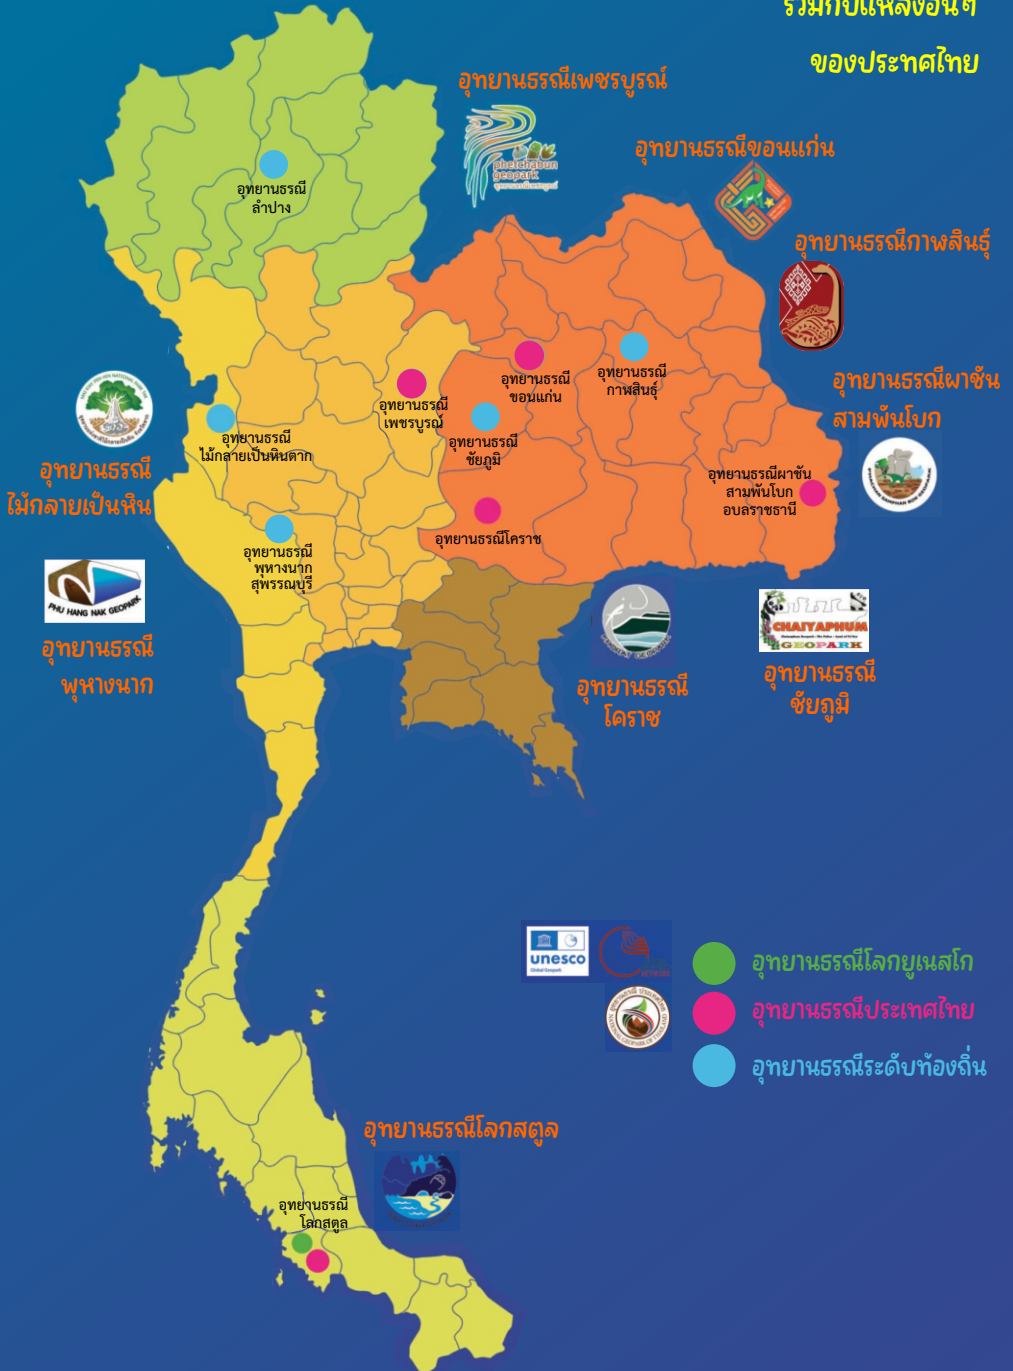 รวมกับแหล่งอื่นๆ
ของประทศไทย
อุทยานธรณีเพชรบูรณ์
phetchabun
geopark
อุทยานธรณีขอนแก่น
อุทยานธรณีกาฬสินธุ์
อุทยานธรณี
ลำปาง
อุทยานธรณีผาชัน
สามพันโบก
อุทยานธรณี
เพชรบูรณ์
อุทยานธรณี
ขอนแก่น
อุทยานธรณี
กาฬสินธุ์
อุทยานธรณี
ไม้กลายเป็นหินตาก
อุทยานธรณี
ชัยภูมิ
อุทยานธรณี
ไม้กลายเป็นหิน
อุทยานธรณีผาชัน
สามพันโบก
อบลราชธานี
อุทยานธรณีโคราช
อุทยานธรณี
พุหางนาก
สุพรรณบุรี
PHU HANG NAK GEOPARK
อุทยานธรณี
พุหางนาก
CHAIYAPHUM
GEOPARK
อุทยานธรณี
โคราช
อุทยานธรณี
ชัยภูมิ
unesco
Global Geopark
อุทยานธรณีโลกยูเนสโก
อุทยานธรณีประเทศไทย
อุทยานธรณีระดับท้องถิ่น
อุทยานธรณีโลกสตูล
อุทยานธรณี
โลกสตูล